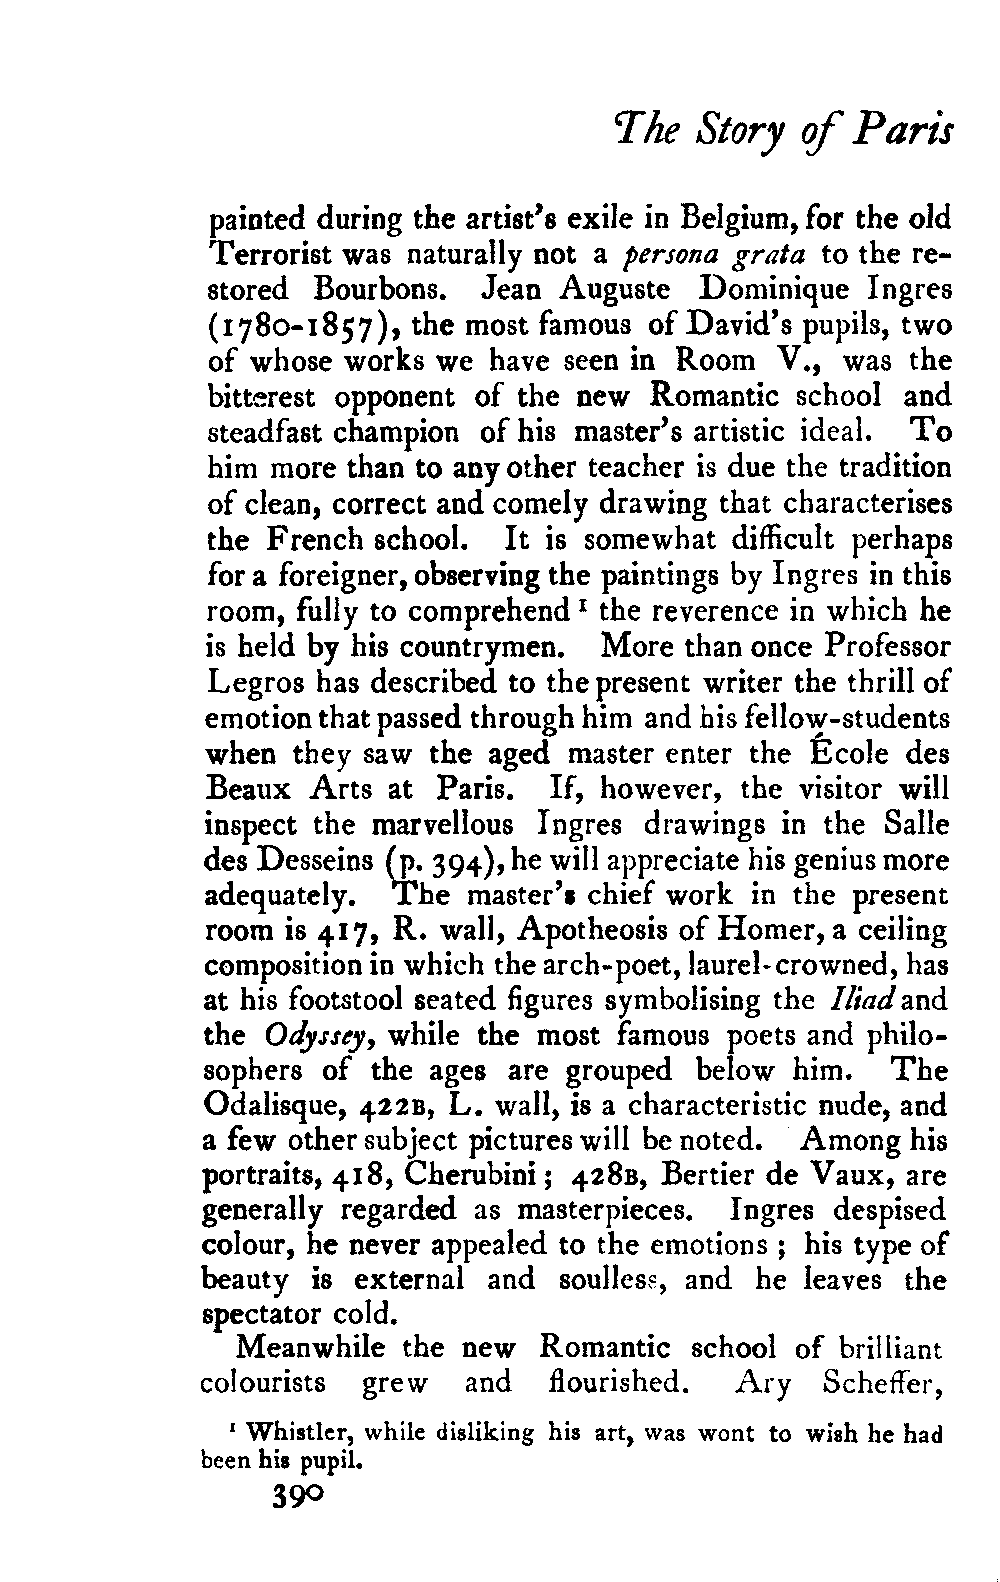 The Story of Paris
painted during the artist's exile in Belgium, for the old
Terrorist was naturally not a persona grata to the re-
stored Bourbons. Jean Auguste Dominique Ingres
(1780-1857), the most famous of David's pupils, two
of whose works we have seen in Room V., was the
bitterest opponent of the new Romantic school and
steadfast champion of his master's artistic ideal. To
him more than to any other teacher is due the tradition
of clean, correct and comely drawing that characterises
the French school. It is somewhat difficult perhaps
for a foreigner, observing the paintings by Ingres in this
room, fully to comprehend ¹ the reverence in which he
is held by his countrymen. More than once Professor
Legros has described to the present writer the thrill of
emotion that passed through him and his fellow-students
when they saw the aged master enter the École des
Beaux Arts at Paris. If, however, the visitor will
inspect the marvellous Ingres drawings in the Salle
des Desseins (p. 394), he will appreciate his genius more
adequately. The master's chief work in the present
room is 417, R. wall, Apotheosis of Homer, a ceiling
composition in which the arch-poet, laurel-crowned, has
at his footstool seated figures symbolising the Iliad and
the Odyssey, while the most famous poets and philo-
sophers of the ages are grouped below him. The
Odalisque, 422B, L. wall, is a characteristic nude, and
a few other subject pictures will be noted. Among his
portraits, 418, Cherubini ; 428B, Bertier de Vaux, are
generally regarded as masterpieces. Ingres despised
colour, he never appealed to the emotions ; his type of
beauty is external and soulless, and he leaves the
spectator cold.
Meanwhile the new Romantic school of brilliant
colourists grew and flourished. Ary Scheffer,
¹ Whistler, while disliking his art, was wont to wish he had
been his pupil.
390